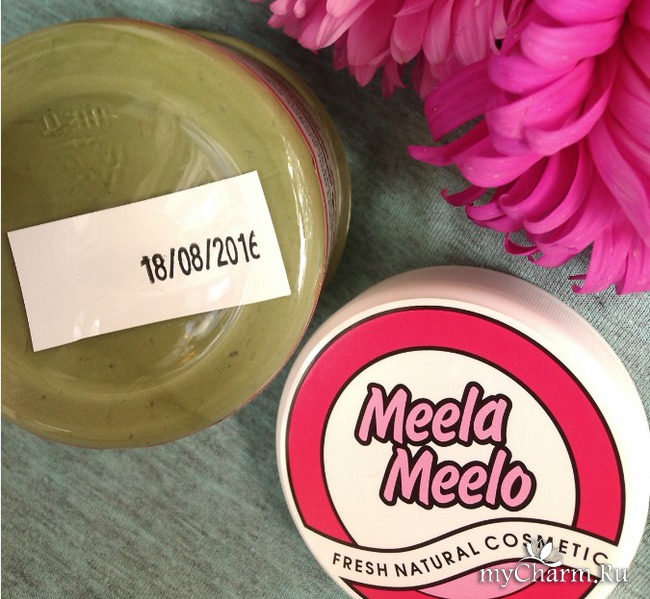 18/08/2016
Meela
Meelo
FRESH NATURAL COSMETIC
myCharm.Ru